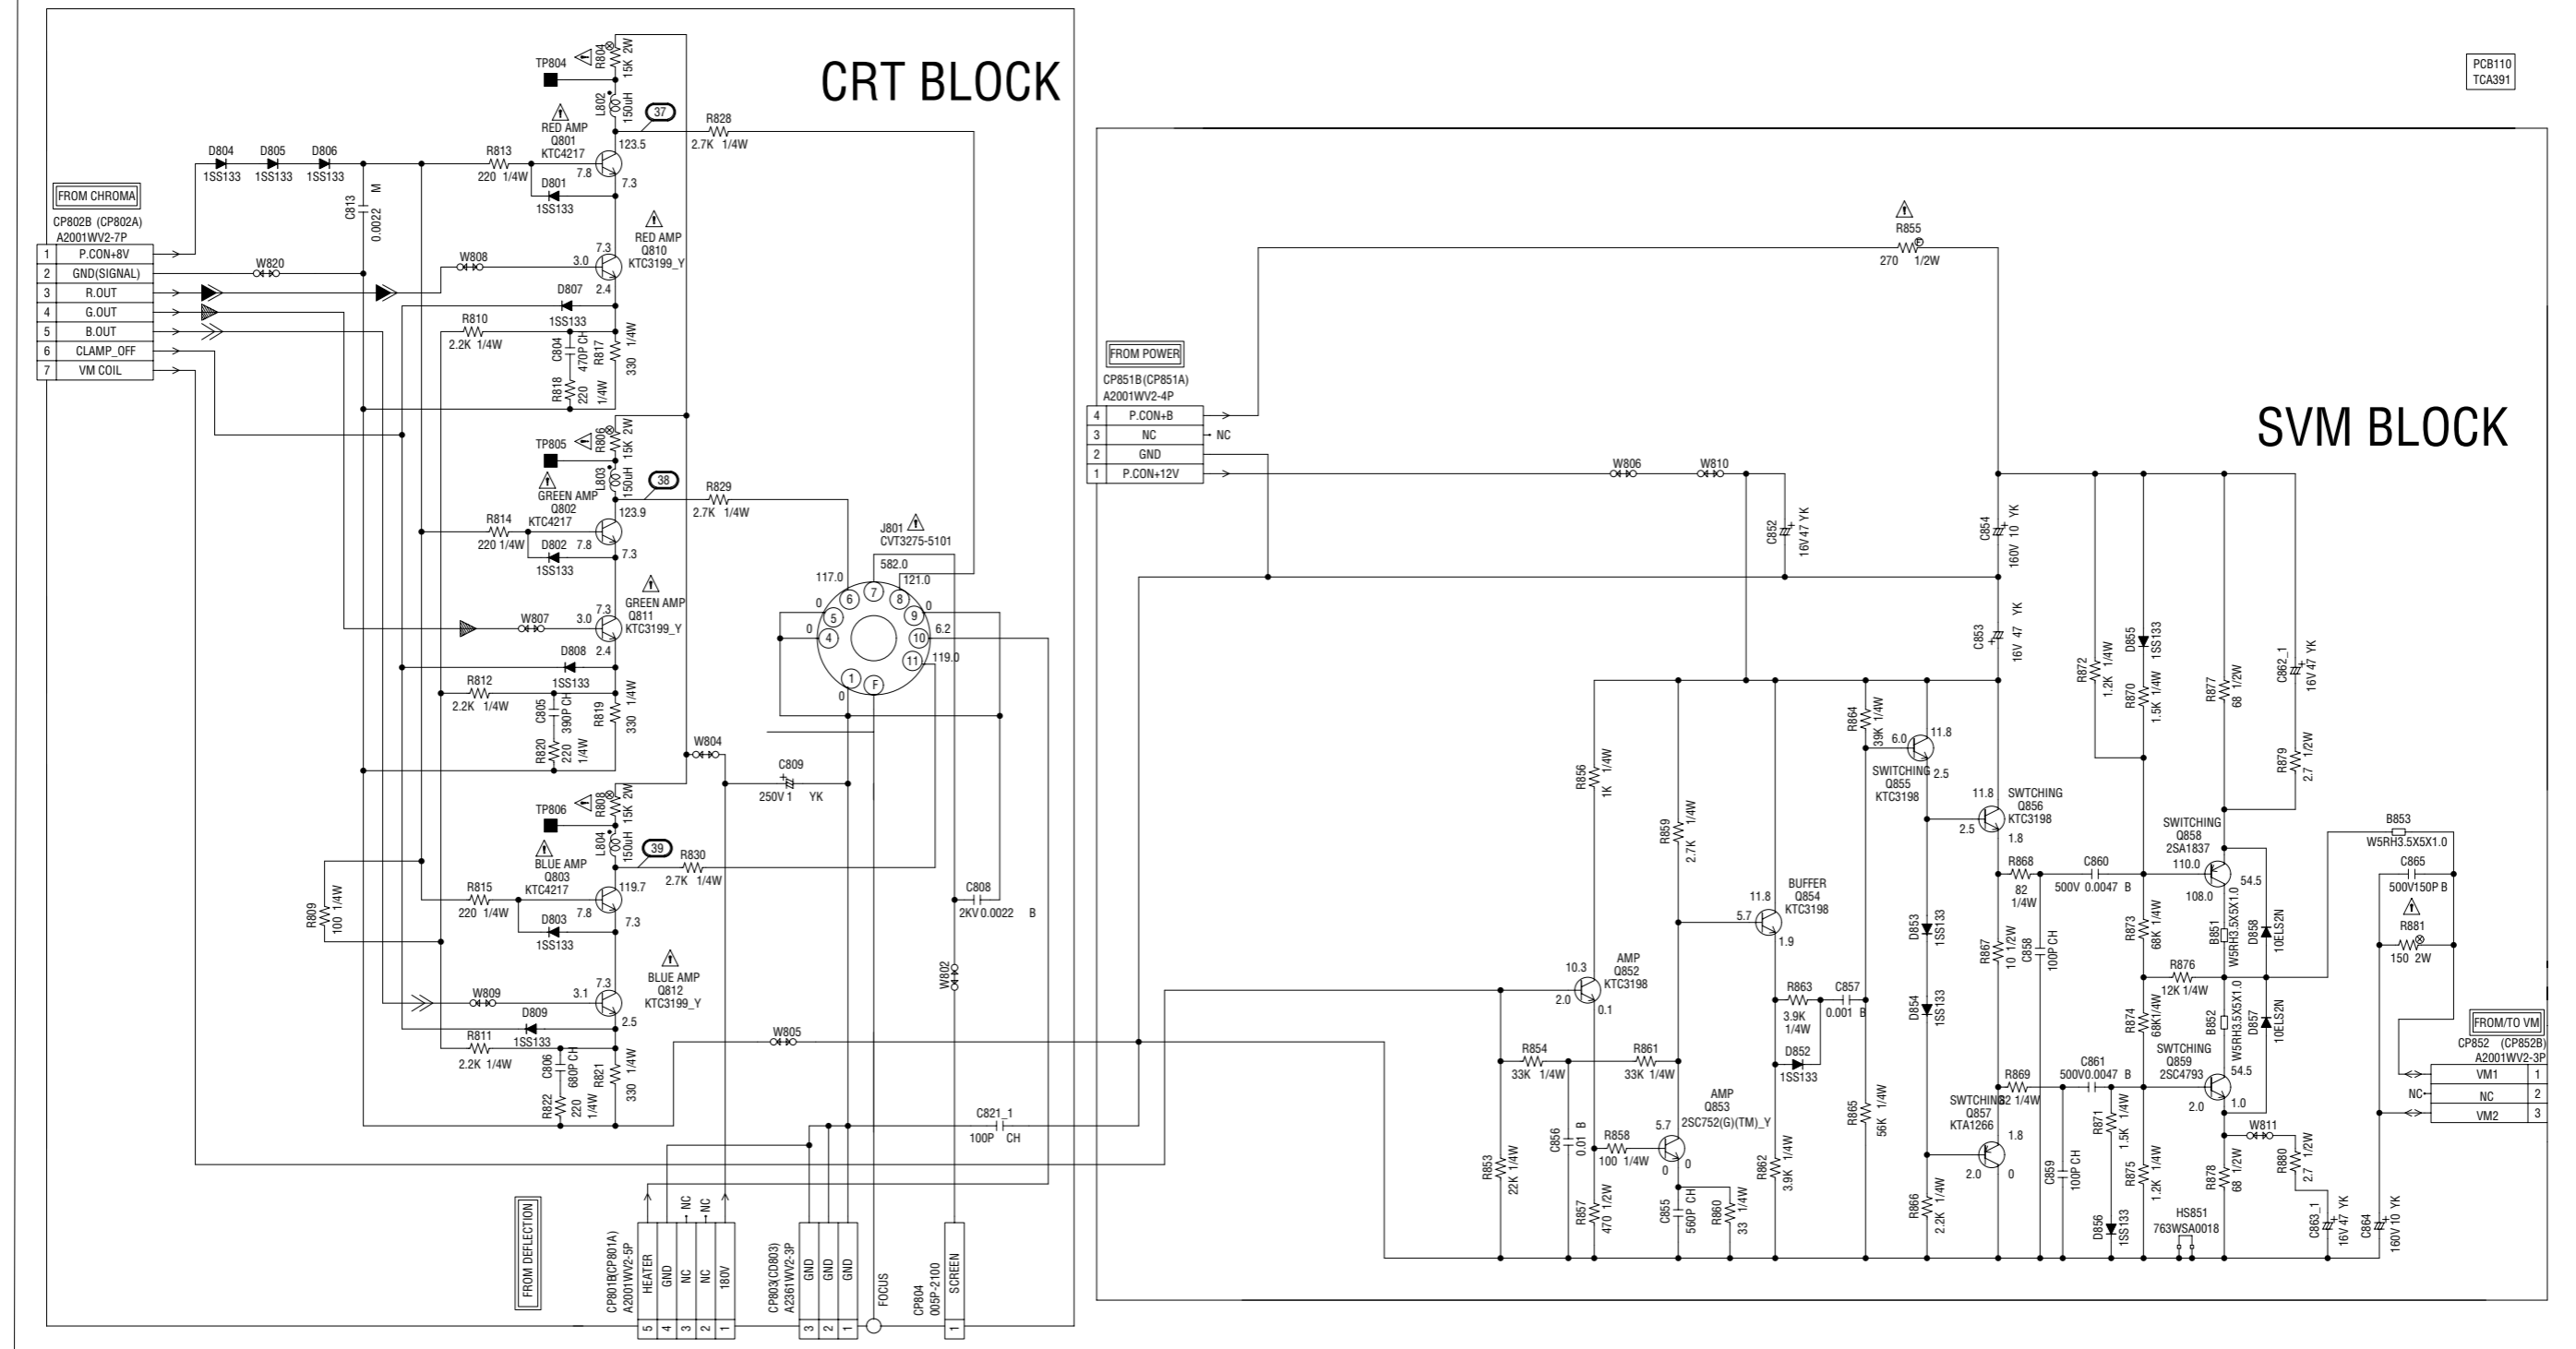 CRT BLOCK
PCB110
TCA391
SVM BLOCK
FROM CHROMA
CP802B (CP802A)
A2001WV2-7P
1 P.CON+8V
2 GND(SIGNAL)
3 R.OUT
4 G.OUT
5 B.OUT
6 CLAMP_OFF
7 VM COIL
D804
1SS133
D805
1SS133
D806
1SS133
W820
C813
0.0022 M
TP804
R804
15K 2W
L802
150uH
RED AMP
Q801
KTC4217
37
123.5
7.8
7.3
R813
220 1/4W
D801
1SS133
R828
2.7K 1/4W
RED AMP
Q810
KTC3199_Y
W808
7.3
3.0
2.4
D807
1SS133
R810
2.2K 1/4W
C804
470P CH
R817
330 1/4W
R818
220
1/4W
TP805
R806
15K 2W
L803
150uH
GREEN AMP
Q802
KTC4217
38
123.9
7.8
7.3
R814
220 1/4W
D802
1SS133
R829
2.7K 1/4W
GREEN AMP
Q811
KTC3199_Y
W807
7.3
3.0
2.4
D808
1SS133
R812
2.2K 1/4W
C805
390P CH
R819
330 1/4W
R820
220
1/4W
W804
C809
250V 1 YK
TP806
R808
15K 2W
L804
150uH
BLUE AMP
Q803
KTC4217
39
119.7
7.8
7.3
R809
100 1/4W
R815
220 1/4W
D803
1SS133
R830
2.7K 1/4W
BLUE AMP
Q812
KTC3199_Y
W809
7.3
3.1
2.5
D809
1SS133
R811
2.2K 1/4W
C806
680P CH
R821
330 1/4W
R822
220
1/4W
W805
J801
CVT3275-5101
582.0
117.0
121.0
0
0
0
6.2
119.0
0
7
6
8
5
9
4
10
11
1
F
C808
2KV 0.0022 B
W802
C821_1
100P CH
FROM DEFLECTION
CP801B(CP801A)
A2001WV2-5P
5 HEATER
4 GND
3 NC
2 NC
1 180V
NC
NC
CP803(CD803)
A2361WV2-3P
3 GND
2 GND
1 GND
FOCUS
CP804
005P-2100
1 SCREEN
FROM POWER
CP851B(CP851A)
A2001WV2-4P
4 P.CON+B
3 NC
NC
2 GND
1 P.CON+12V
R855
270 1/2W
W806
W810
C852
16V 47 YK
C854
160V 10 YK
C853
16V 47 YK
R856
1K 1/4W
R859
2.7K 1/4W
R864
39K 1/4W
6.0
11.8
2.5
SWITCHING
Q855
KTC3198
11.8
2.5
1.8
SWTCHING
Q856
KTC3198
BUFFER
Q854
KTC3198
11.8
5.7
1.9
AMP
Q852
KTC3198
10.3
2.0
0.1
R863
3.9K
1/4W
C857
0.001 B
D852
1SS133
D853
1SS133
D854
1SS133
R854
33K 1/4W
R861
33K 1/4W
AMP
Q853
2SC752(G)(TM)_Y
5.7
0
0
R858
100 1/4W
C856
0.01 B
R853
22K 1/4W
R857
470 1/2W
C855
560P CH
R860
33 1/4W
R862
3.9K 1/4W
R865
56K 1/4W
R866
2.2K 1/4W
SWTCHING
Q857
KTA1266
1.8
2.0
0
R867
10 1/2W
R868
82
1/4W
C858
100P CH
C860
500V 0.0047 B
R869
82 1/4W
C859
100P CH
C861
500V0.0047 B
R872
1.2K 1/4W
D855
1SS133
R870
1.5K 1/4W
R877
68 1/2W
C862_1
16V 47 YK
R879
2.7 1/2W
SWITCHING
Q858
2SA1837
110.0
108.0
54.5
R873
68K 1/4W
R874
68K1/4W
R876
12K 1/4W
B851
W5RH3.5X5X1.0
B852
W5RH3.5X5X1.0
D858
10ELS2N
D857
10ELS2N
SWTCHING
Q859
2SC4793
54.5
2.0
1.0
R871
1.5K 1/4W
D856
1SS133
R875
1.2K 1/4W
R878
68 1/2W
W811
R880
2.7 1/2W
HS851
763WSA0018
C863_1
16V 47 YK
C864
160V 10 YK
B853
W5RH3.5X5X1.0
C865
500V150P B
R881
150 2W
FROM/TO VM
CP852 (CP852B)
A2001WV2-3P
VM1 1
NC
NC 2
VM2 3